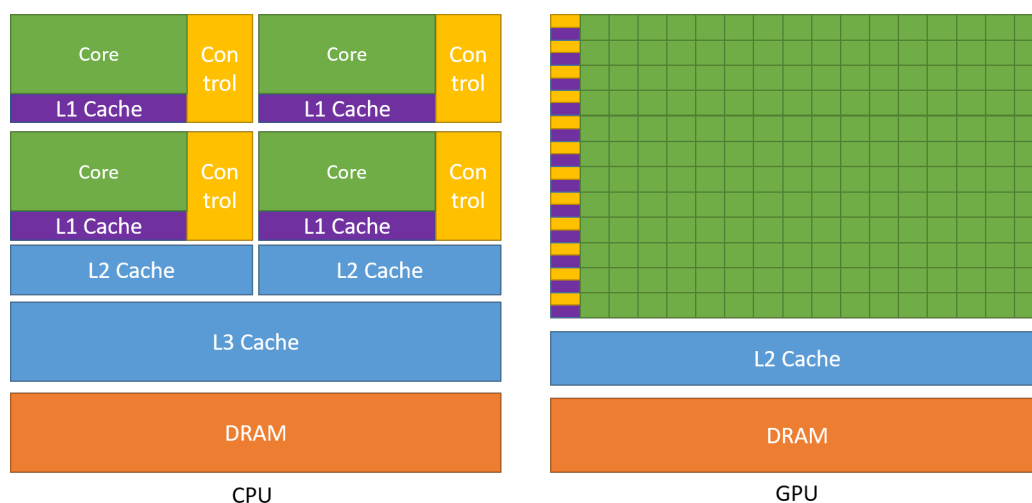 Core
Con
trol
L1 Cache
Core
Con
trol
L1 Cache
Core
Con
trol
L1 Cache
Core
Con
trol
L1 Cache
L2 Cache
L2 Cache
L3 Cache
DRAM
CPU
L2 Cache
DRAM
GPU